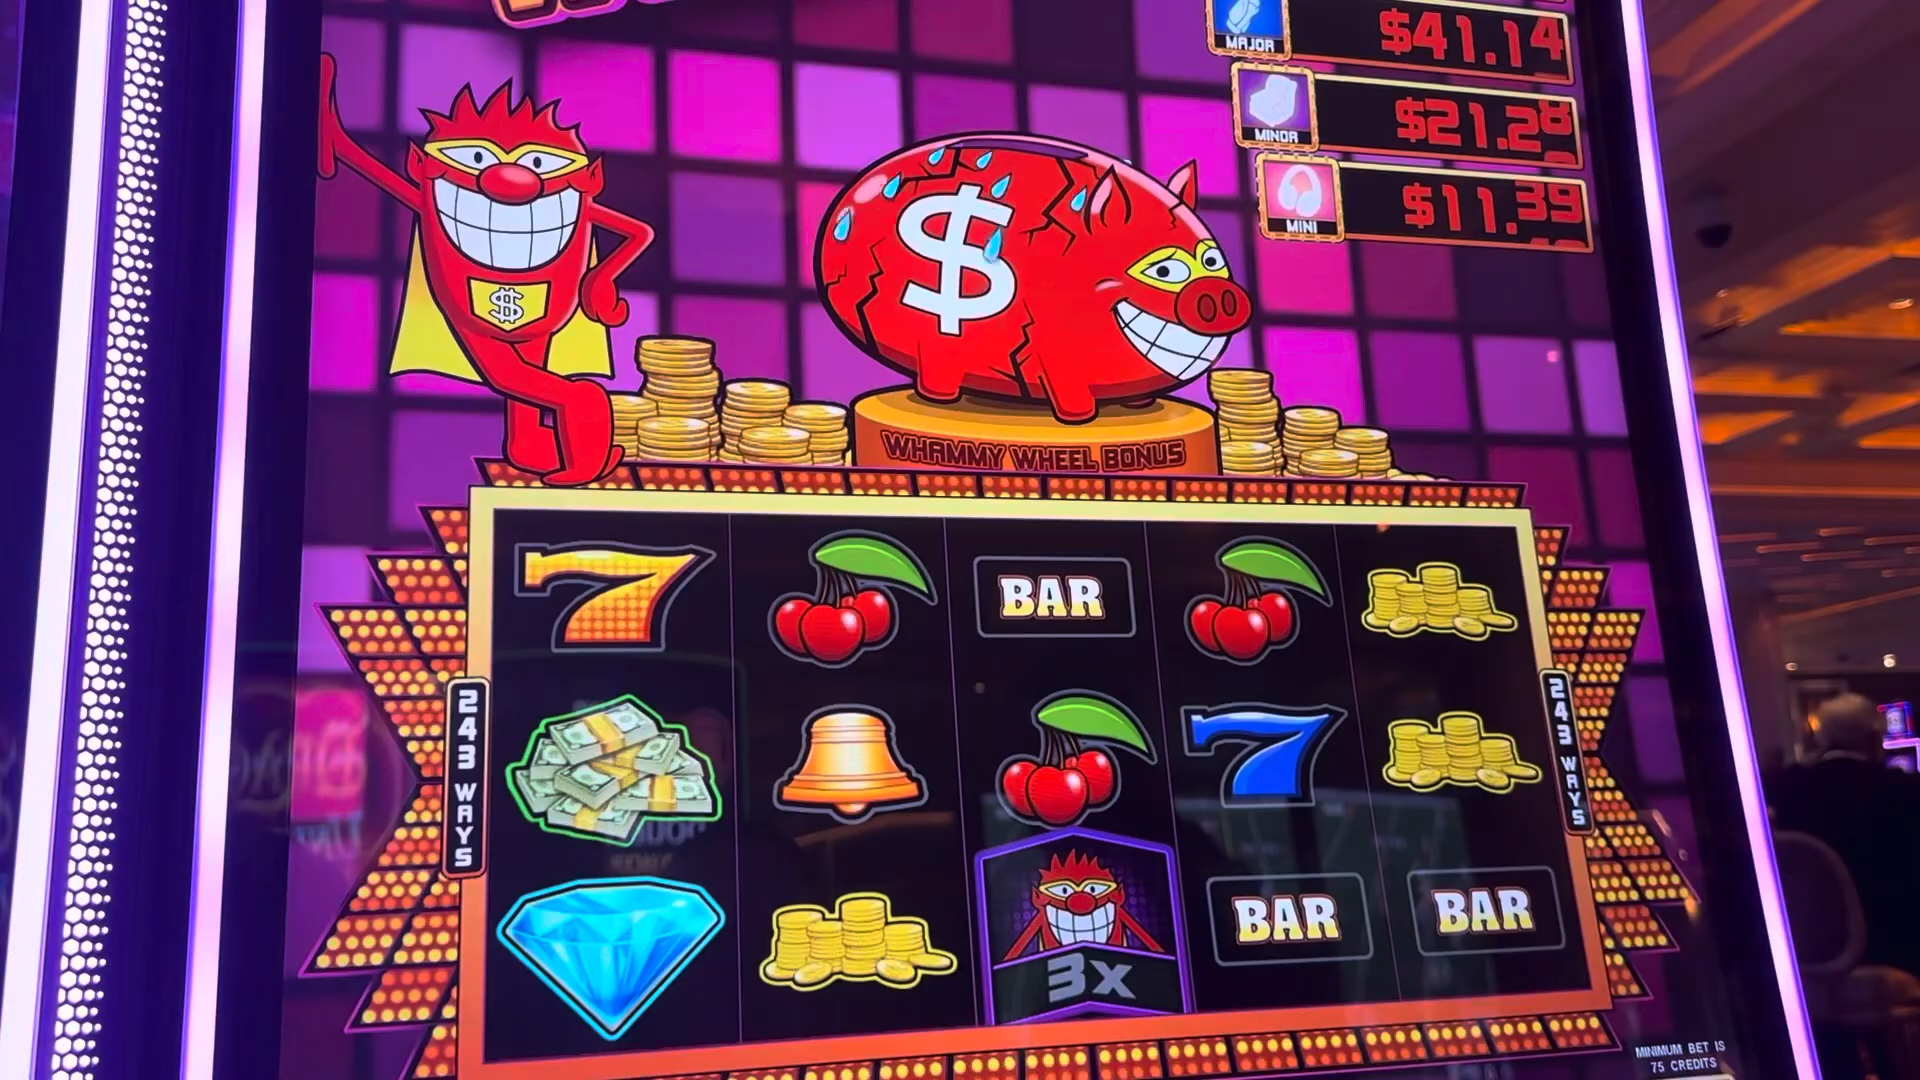 MAJOR
$41.14
MINOR
$21.28
MINI
$11.39
$
$
WHAMMY WHEEL BONUS
BAR
243 WAYS
243 WAYS
3X
BAR
BAR
MINIMUM BET IS
75 CREDITS